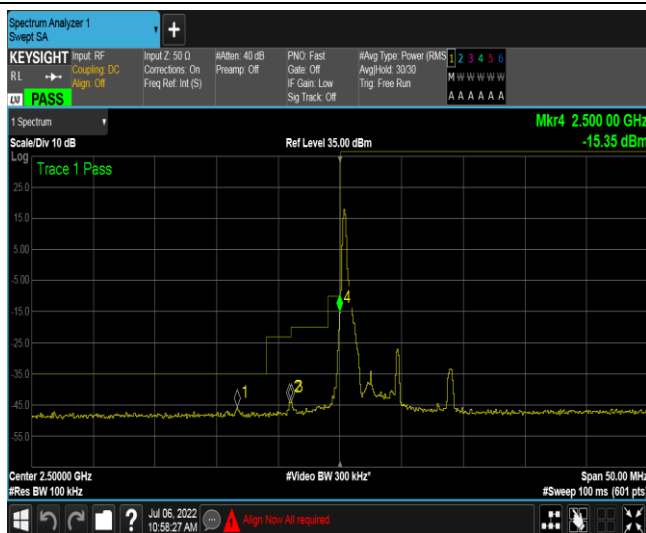 Spectrum Analyzer 1
Swept SA
+
KEYSIGHT
RL
LXI PASS
Input: RF
Coupling: DC
Align: Off
Input Z: 50 Ω
Corrections: On
Freq Ref: Int (S)
#Atten: 40 dB
Preamp: Off
PNO: Fast
Gate: Off
IF Gain: Low
Sig Track: Off
#Avg Type: Power (RMS
Avg|Hold: 30/30
Trig: Free Run
1 2 3 4 5 6
M W W W W W
A A A A A A
1 Spectrum
Scale/Div 10 dB
Ref Level 35.00 dBm
Mkr4 2.500 00 GHz
-15.35 dBm
Log
Trace 1 Pass
25.0
15.0
5.00
-5.00
-15.0
-25.0
-35.0
-45.0
-55.0
1
2
3
4
Center 2.50000 GHz
#Res BW 100 kHz
#Video BW 300 kHz*
Span 50.00 MHz
#Sweep 100 ms (601 pts)
?
Jul 06, 2022
10:58:27 AM
Align Now All required